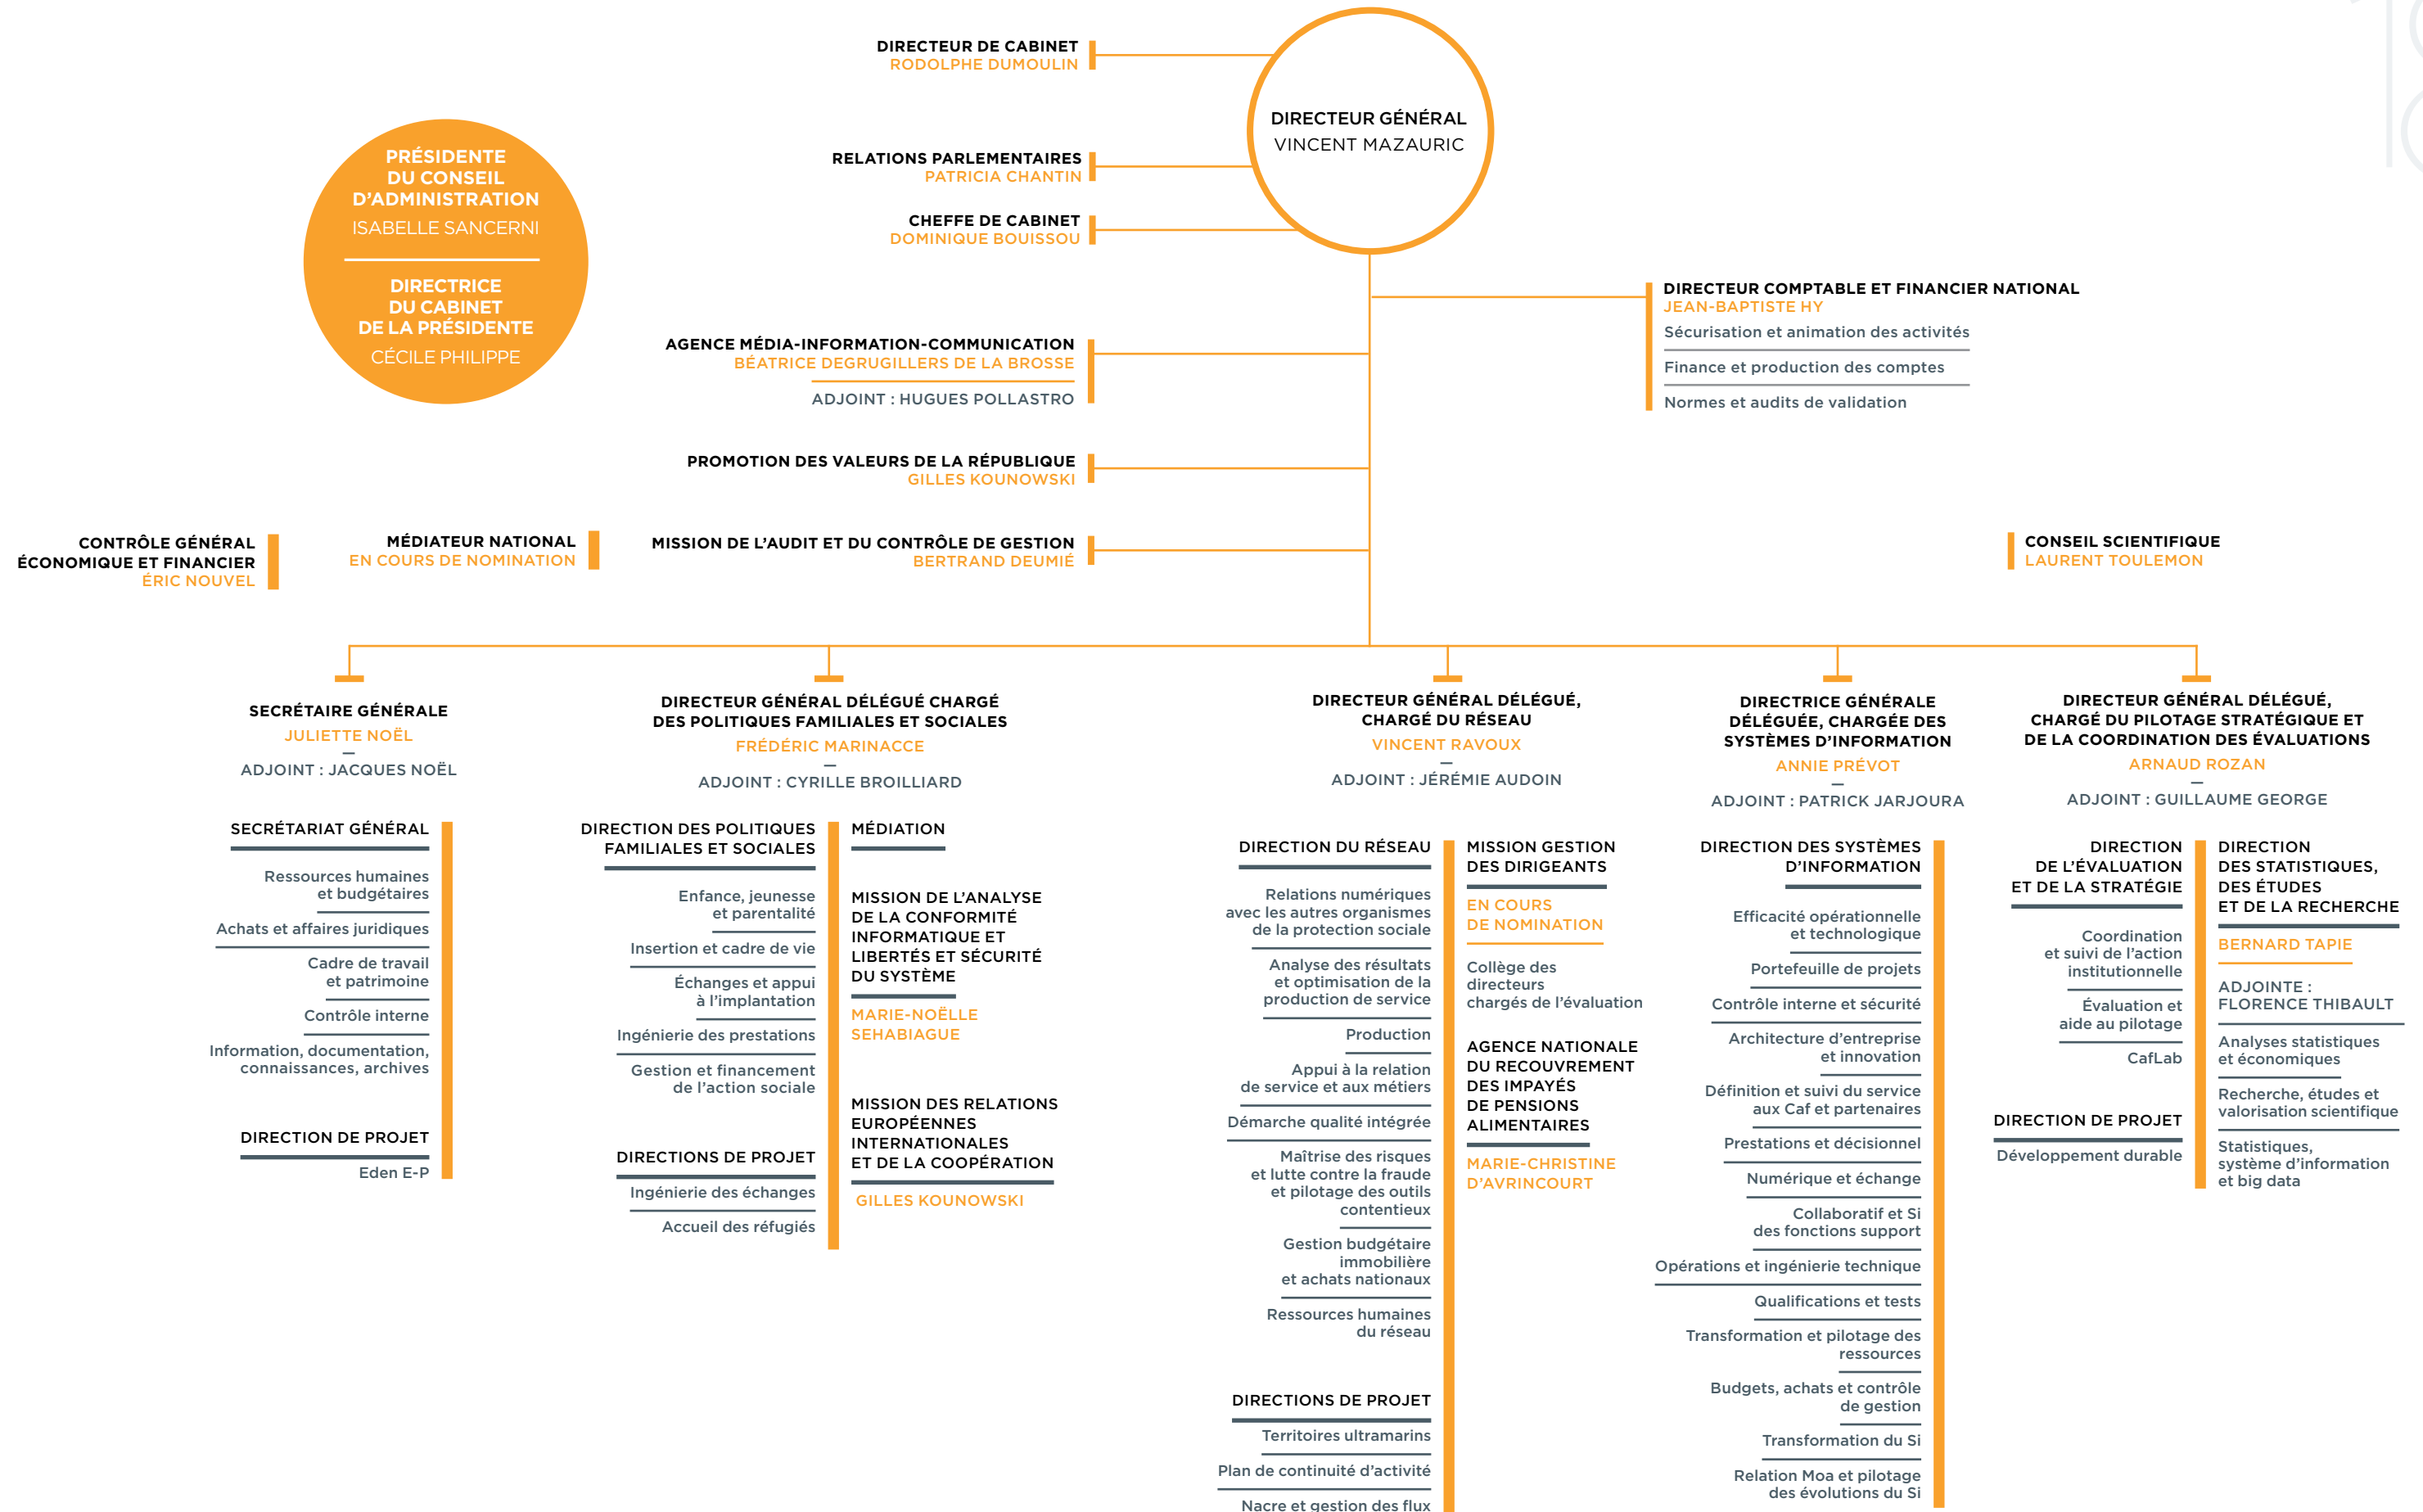 DIRECTEUR DE CABINET
RODOLPHE DUMOULIN
DIRECTEUR GÉNÉRAL
VINCENT MAZAURIC
PRÉSIDENTE
DU CONSEIL
D'ADMINISTRATION
ISABELLE SANCERNI
DIRECTRICE
DU CABINET
DE LA PRÉSIDENTE
CÉCILE PHILIPPE
RELATIONS PARLEMENTAIRES
PATRICIA CHANTIN
CHEFFE DE CABINET
DOMINIQUE BOUISSOU
DIRECTEUR COMPTABLE ET FINANCIER NATIONAL
JEAN-BAPTISTE HY
Sécurisation et animation des activités
Finance et production des comptes
Normes et audits de validation
AGENCE MÉDIA-INFORMATION-COMMUNICATION
BÉATRICE DEGRUGILLERS DE LA BROSSE
ADJOINT : HUGUES POLLASTRO
PROMOTION DES VALEURS DE LA RÉPUBLIQUE
GILLES KOUNOWSKI
CONTRÔLE GÉNÉRAL
ÉCONOMIQUE ET FINANCIER
ÉRIC NOUVEL
MÉDIATEUR NATIONAL
EN COURS DE NOMINATION
MISSION DE L'AUDIT ET DU CONTRÔLE DE GESTION
BERTRAND DEUMIÉ
CONSEIL SCIENTIFIQUE
LAURENT TOULEMON
SECRÉTAIRE GÉNÉRALE
JULIETTE NOËL
—
ADJOINT : JACQUES NOËL
SECRÉTARIAT GÉNÉRAL
Ressources humaines
et budgétaires
Achats et affaires juridiques
Cadre de travail
et patrimoine
Contrôle interne
Information, documentation,
connaissances, archives
DIRECTION DE PROJET
Eden E-P
DIRECTEUR GÉNÉRAL DÉLÉGUÉ CHARGÉ
DES POLITIQUES FAMILIALES ET SOCIALES
FRÉDÉRIC MARINACCE
—
ADJOINT : CYRILLE BROILLIARD
DIRECTION DES POLITIQUES
FAMILIALES ET SOCIALES
Enfance, jeunesse
et parentalité
Insertion et cadre de vie
Échanges et appui
à l'implantation
Ingénierie des prestations
Gestion et financement
de l'action sociale
DIRECTIONS DE PROJET
Ingénierie des échanges
Accueil des réfugiés
MÉDIATION
MISSION DE L'ANALYSE
DE LA CONFORMITÉ
INFORMATIQUE ET
LIBERTÉS ET SÉCURITÉ
DU SYSTÈME
MARIE-NOËLLE
SEHABIAGUE
MISSION DES RELATIONS
EUROPÉENNES
INTERNATIONALES
ET DE LA COOPÉRATION
GILLES KOUNOWSKI
DIRECTEUR GÉNÉRAL DÉLÉGUÉ,
CHARGÉ DU RÉSEAU
VINCENT RAVOUX
—
ADJOINT : JÉRÉMIE AUDOIN
DIRECTION DU RÉSEAU
Relations numériques
avec les autres organismes
de la protection sociale
Analyse des résultats
et optimisation de la
production de service
Production
Appui à la relation
de service et aux métiers
Démarche qualité intégrée
Maîtrise des risques
et lutte contre la fraude
et pilotage des outils
contentieux
Gestion budgétaire
immobilière
et achats nationaux
Ressources humaines
du réseau
DIRECTIONS DE PROJET
Territoires ultramarins
Plan de continuité d'activité
Nacre et gestion des flux
MISSION GESTION
DES DIRIGEANTS
EN COURS
DE NOMINATION
Collège des
directeurs
chargés de l'évaluation
AGENCE NATIONALE
DU RECOUVREMENT
DES IMPAYÉS
DE PENSIONS
ALIMENTAIRES
MARIE-CHRISTINE
D'AVRINCOURT
DIRECTRICE GÉNÉRALE
DÉLÉGUÉE, CHARGÉE DES
SYSTÈMES D'INFORMATION
ANNIE PRÉVOT
—
ADJOINT : PATRICK JARJOURA
DIRECTION DES SYSTÈMES
D'INFORMATION
Efficacité opérationnelle
et technologique
Portefeuille de projets
Contrôle interne et sécurité
Architecture d'entreprise
et innovation
Définition et suivi du service
aux Caf et partenaires
Prestations et décisionnel
Numérique et échange
Collaboratif et Si
des fonctions support
Opérations et ingénierie technique
Qualifications et tests
Transformation et pilotage des
ressources
Budgets, achats et contrôle
de gestion
Transformation du Si
Relation Moa et pilotage
des évolutions du Si
DIRECTEUR GÉNÉRAL DÉLÉGUÉ,
CHARGÉ DU PILOTAGE STRATÉGIQUE ET
DE LA COORDINATION DES ÉVALUATIONS
ARNAUD ROZAN
—
ADJOINT : GUILLAUME GEORGE
DIRECTION
DE L'ÉVALUATION
ET DE LA STRATÉGIE
Coordination
et suivi de l'action
institutionnelle
Évaluation et
aide au pilotage
CafLab
DIRECTION DE PROJET
Développement durable
DIRECTION
DES STATISTIQUES,
DES ÉTUDES
ET DE LA RECHERCHE
BERNARD TAPIE
ADJOINTE :
FLORENCE THIBAULT
Analyses statistiques
et économiques
Recherche, études et
valorisation scientifique
Statistiques,
système d'information
et big data